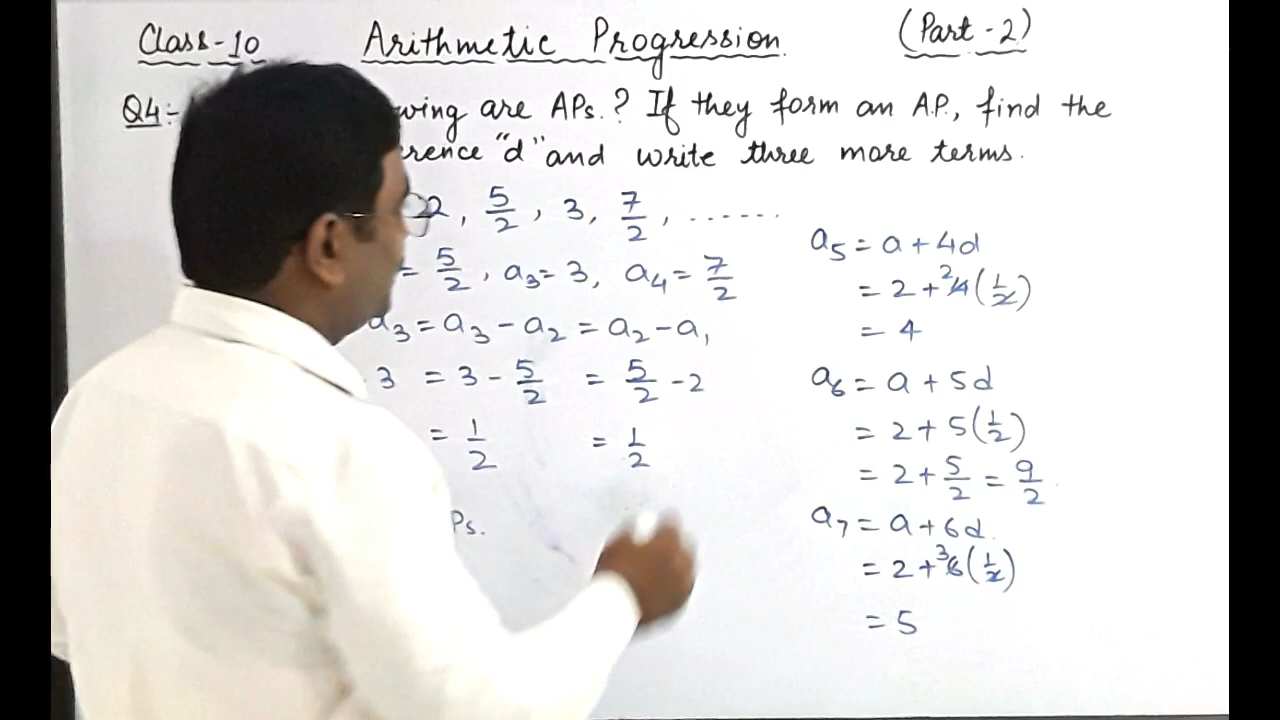 Class-10 Arithmetic Progression (Part-2)
Q4:- wing are APs.? If they form an A.P., find the
rence "d" and write three more terms.
2, 5/2, 3, 7/2, .......
= 5/2, a₃ = 3, a₄ = 7/2
a₃ = a₃ - a₂ = a₂ - a₁
3 = 3 - 5/2 = 5/2 - 2
= 1/2 = 1/2
Ps.
a₅ = a + 4d
= 2 + ²4(1/2)
= 4
a₆ = a + 5d
= 2 + 5(1/2)
= 2 + 5/2 = 9/2
a₇ = a + 6d.
= 2 + ³6(1/2)
= 5